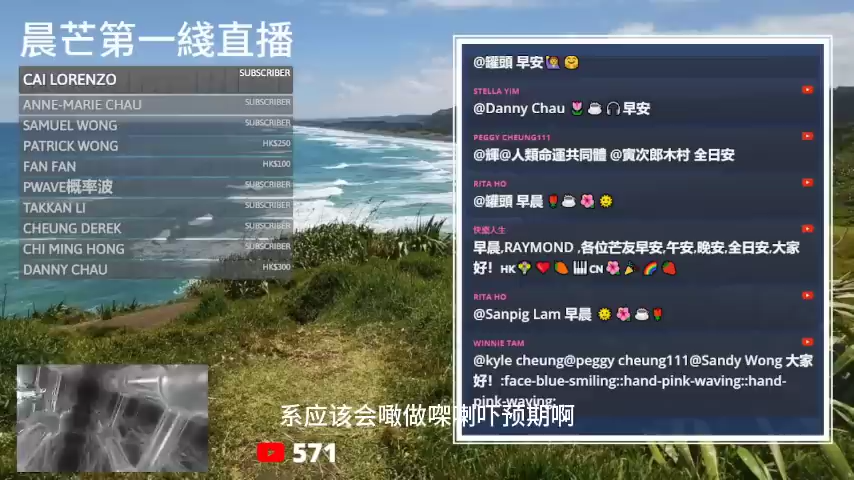 晨芒第一綫直播
CAI LORENZO SUBSCRIBER
ANNE-MARIE CHAU SUBSCRIBER
SAMUEL WONG SUBSCRIBER
PATRICK WONG HK$250
FAN FAN HK$100
PWAVE概率波 SUBSCRIBER
TAKKAN LI SUBSCRIBER
CHEUNG DEREK SUBSCRIBER
CHI MING HONG SUBSCRIBER
DANNY CHAU HK$300
@罐頭 早安🙋🤗
STELLA YIM
@Danny Chau 🌷☕🎧早安
PEGGY CHEUNG111
@輝@人類命運共同體 @寅次郎木村 全日安
RITA HO
@罐頭 早晨🌹☕🌺🌞
快癒人生
早晨,RAYMOND ,各位芒友早安,午安,晚安,全日安,大家
好! HK💐❤️🥭🎹CN🌺🎉🌈🍓
RITA HO
@Sanpig Lam 早晨 🌞🌺☕🌹
WINNIE TAM
@kyle cheung@peggy cheung111@Sandy Wong 大家
好! :face-blue-smiling::hand-pink-waving::hand-
pink-waving:
系应该会噉做㗎喇吓预期啊
571